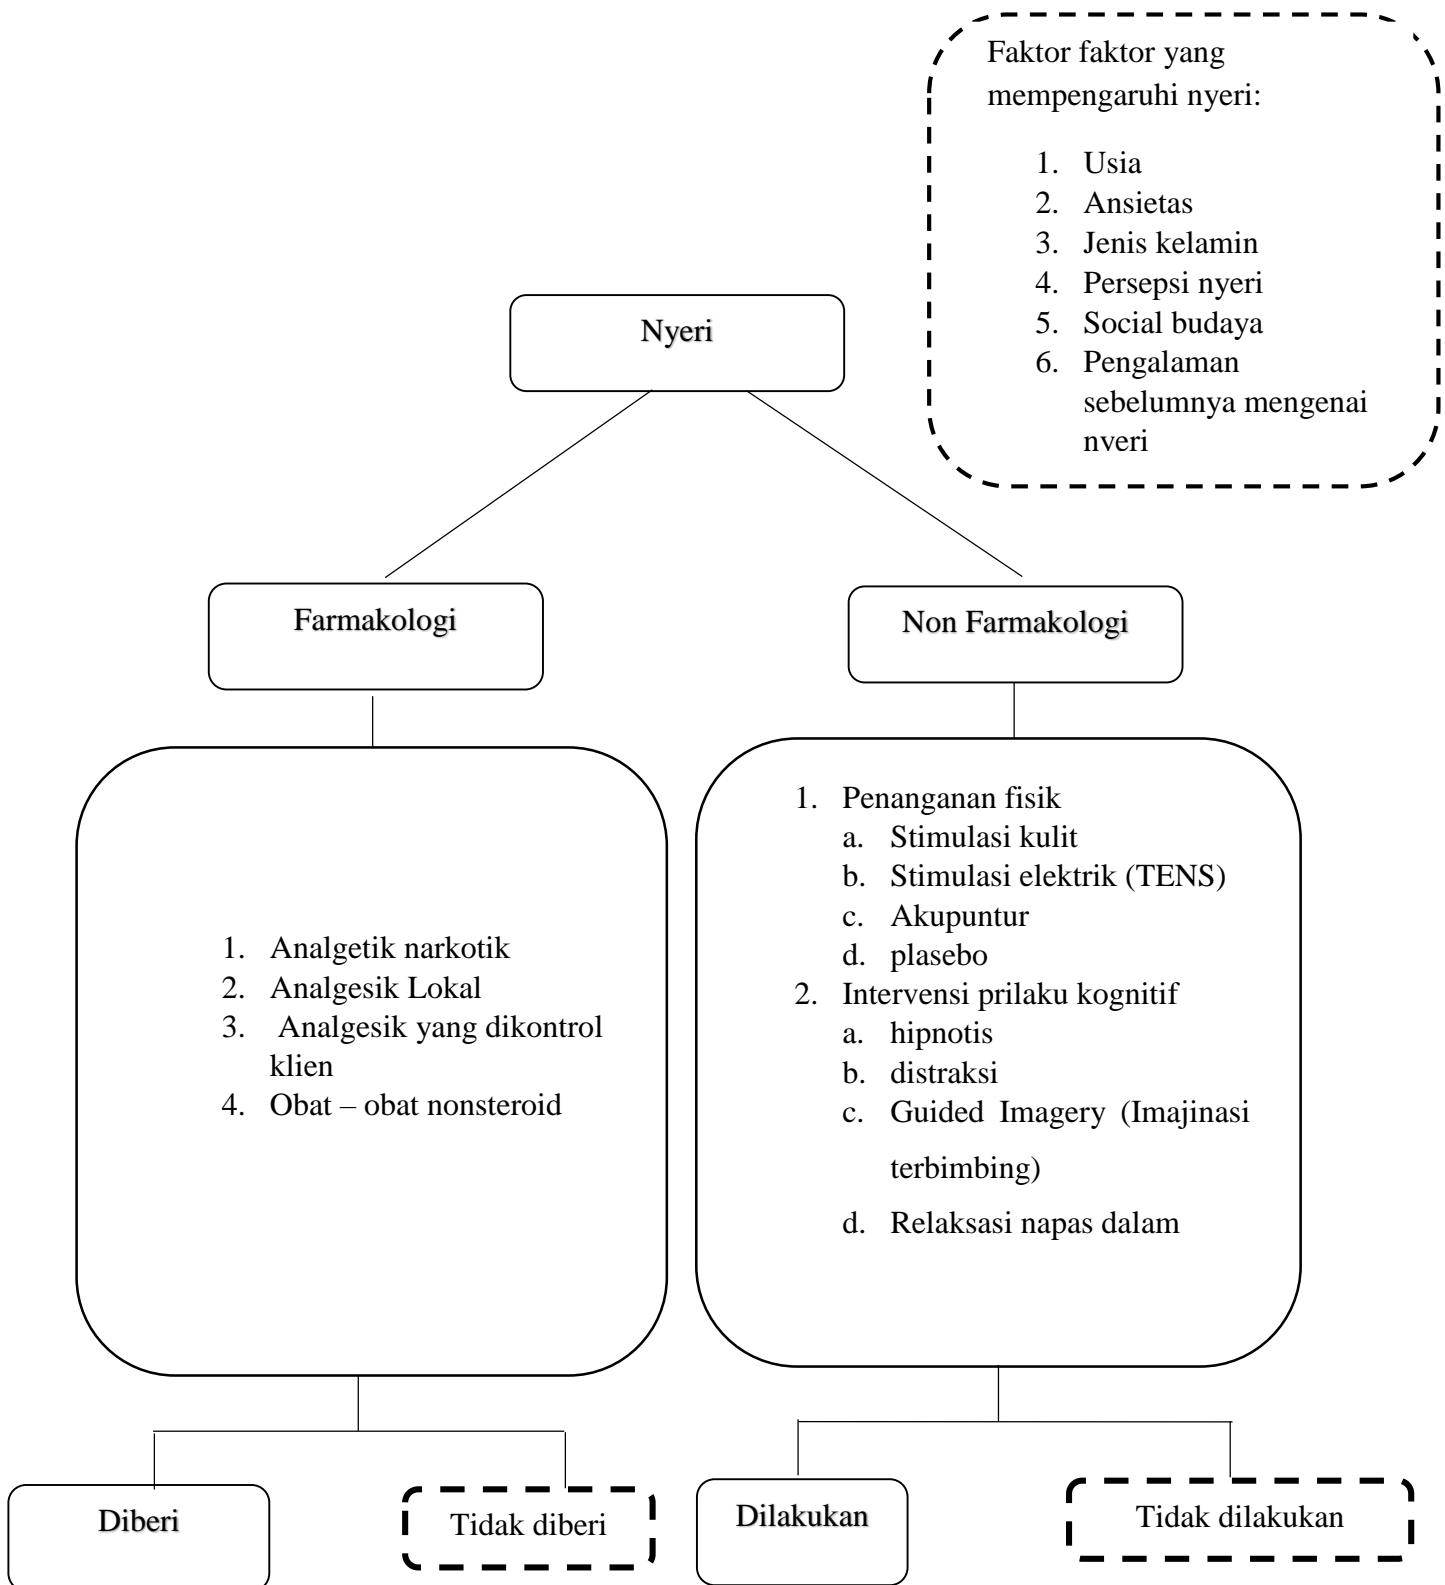 Faktor faktor yang
mempengaruhi nyeri:
1. Usia
2. Ansietas
3. Jenis kelamin
4. Persepsi nyeri
5. Social budaya
6. Pengalaman
sebelumnya mengenai
nyeri
Nyeri
Farmakologi
Non Farmakologi
1. Analgetik narkotik
2. Analgesik Lokal
3. Analgesik yang dikontrol
klien
4. Obat – obat nonsteroid
1. Penanganan fisik
a. Stimulasi kulit
b. Stimulasi elektrik (TENS)
c. Akupuntur
d. plasebo
2. Intervensi prilaku kognitif
a. hipnotis
b. distraksi
c. Guided Imagery (Imajinasi
terbimbing)
d. Relaksasi napas dalam
Diberi
Tidak diberi
Dilakukan
Tidak dilakukan